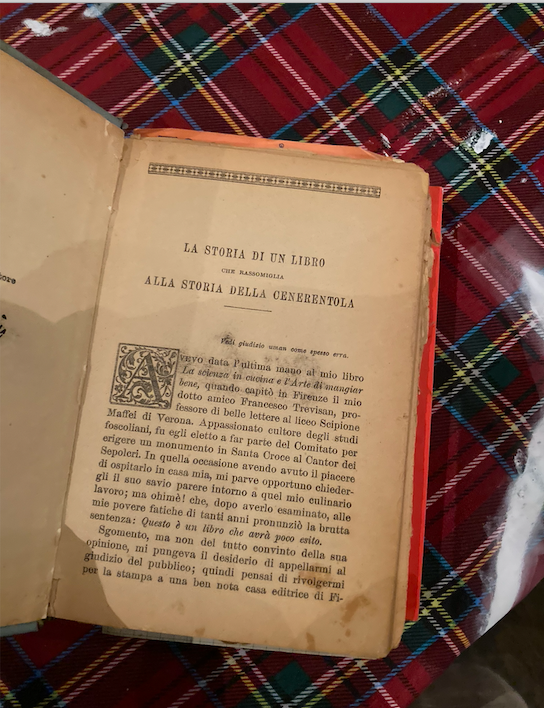 tore
LA STORIA DI UN LIBRO
CHE RASSOMIGLIA
ALLA STORIA DELLA CENERENTOLA
Vedi giudizio uman come spesso erra.
AVEVO data l'ultima mano al mio libro
La scienza in cucina e l'Arte di mangiar
bene, quando capitò in Firenze il mio
dotto amico Francesco Trevisan, pro-
fessore di belle lettere al liceo Scipione
Maffei di Verona. Appassionato cultore degli studi
foscoliani, fu egli eletto a far parte del Comitato per
erigere un monumento in Santa Croce al Cantor dei
Sepolcri. In quella occasione avendo avuto il piacere
di ospitarlo in casa mia, mi parve opportuno chieder-
gli il suo savio parere intorno a quel mio culinario
lavoro; ma ohimè! che, dopo averlo esaminato, alle
mie povere fatiche di tanti anni pronunziò la brutta
sentenza: Questo è un libro che avrà poco esito.
Sgomento, ma non del tutto convinto della sua
opinione, mi pungeva il desiderio di appellarmi al
giudizio del pubblico; quindi pensai di rivolgermi
per la stampa a una ben nota casa editrice di Fi-